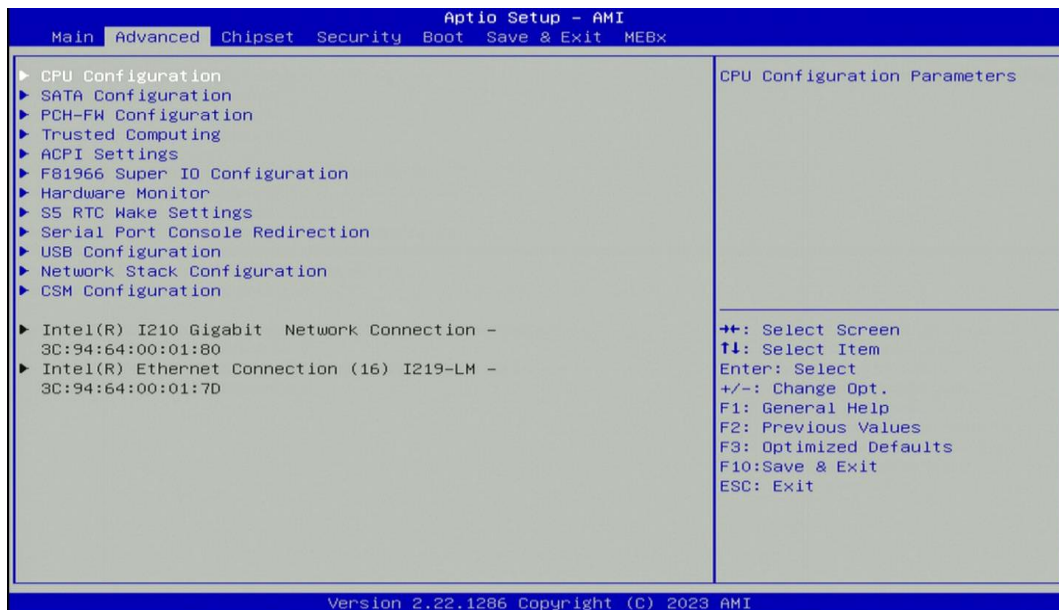 Aptio Setup - AMI
Main Advanced Chipset Security Boot Save & Exit MEBx
▶ CPU Configuration
▶ SATA Configuration
▶ PCH-FW Configuration
▶ Trusted Computing
▶ ACPI Settings
▶ F81966 Super IO Configuration
▶ Hardware Monitor
▶ S5 RTC Wake Settings
▶ Serial Port Console Redirection
▶ USB Configuration
▶ Network Stack Configuration
▶ CSM Configuration
▶ Intel(R) I210 Gigabit  Network Connection -
3C:94:64:00:01:80
▶ Intel(R) Ethernet Connection (16) I219-LM -
3C:94:64:00:01:7D
CPU Configuration Parameters
→←: Select Screen
↑↓: Select Item
Enter: Select
+/-: Change Opt.
F1: General Help
F2: Previous Values
F3: Optimized Defaults
F10:Save & Exit
ESC: Exit
Version 2.22.1286 Copyright (C) 2023 AMI